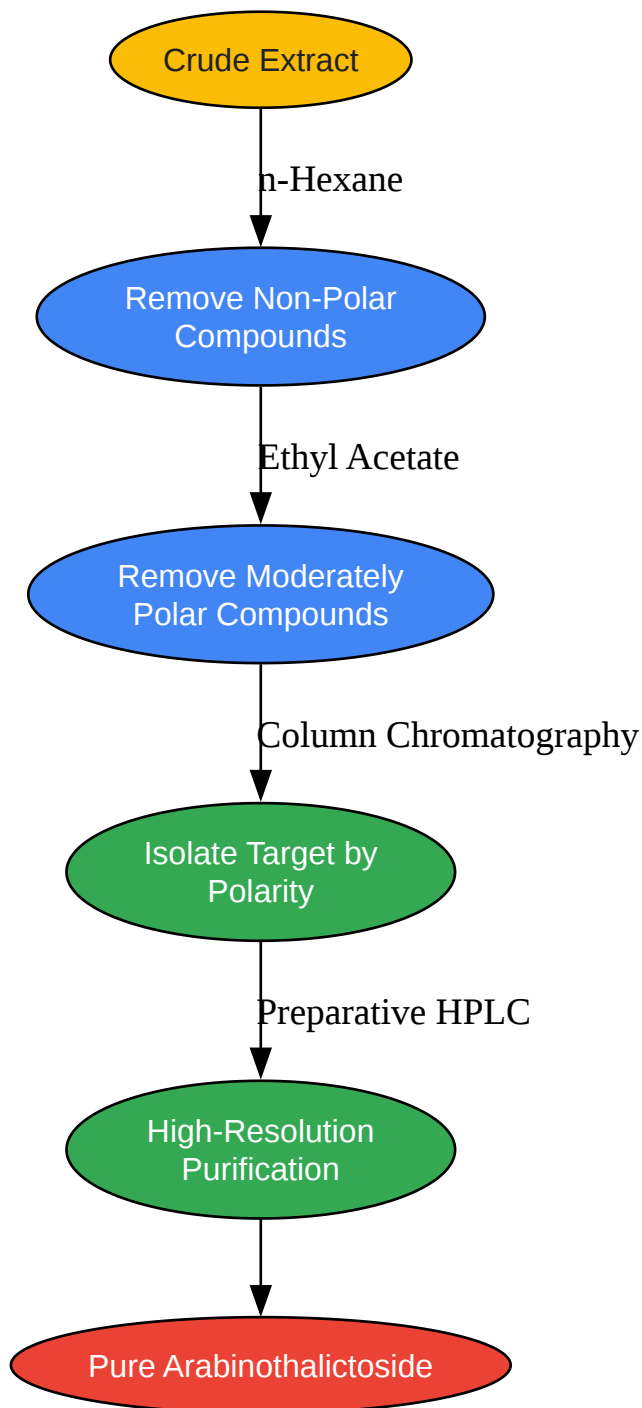 Crude Extract
n-Hexane
Remove Non-Polar
Compounds
Ethyl Acetate
Remove Moderately
Polar Compounds
Column Chromatography
Isolate Target by
Polarity
Preparative HPLC
High-Resolution
Purification
Pure Arabinothalictoside